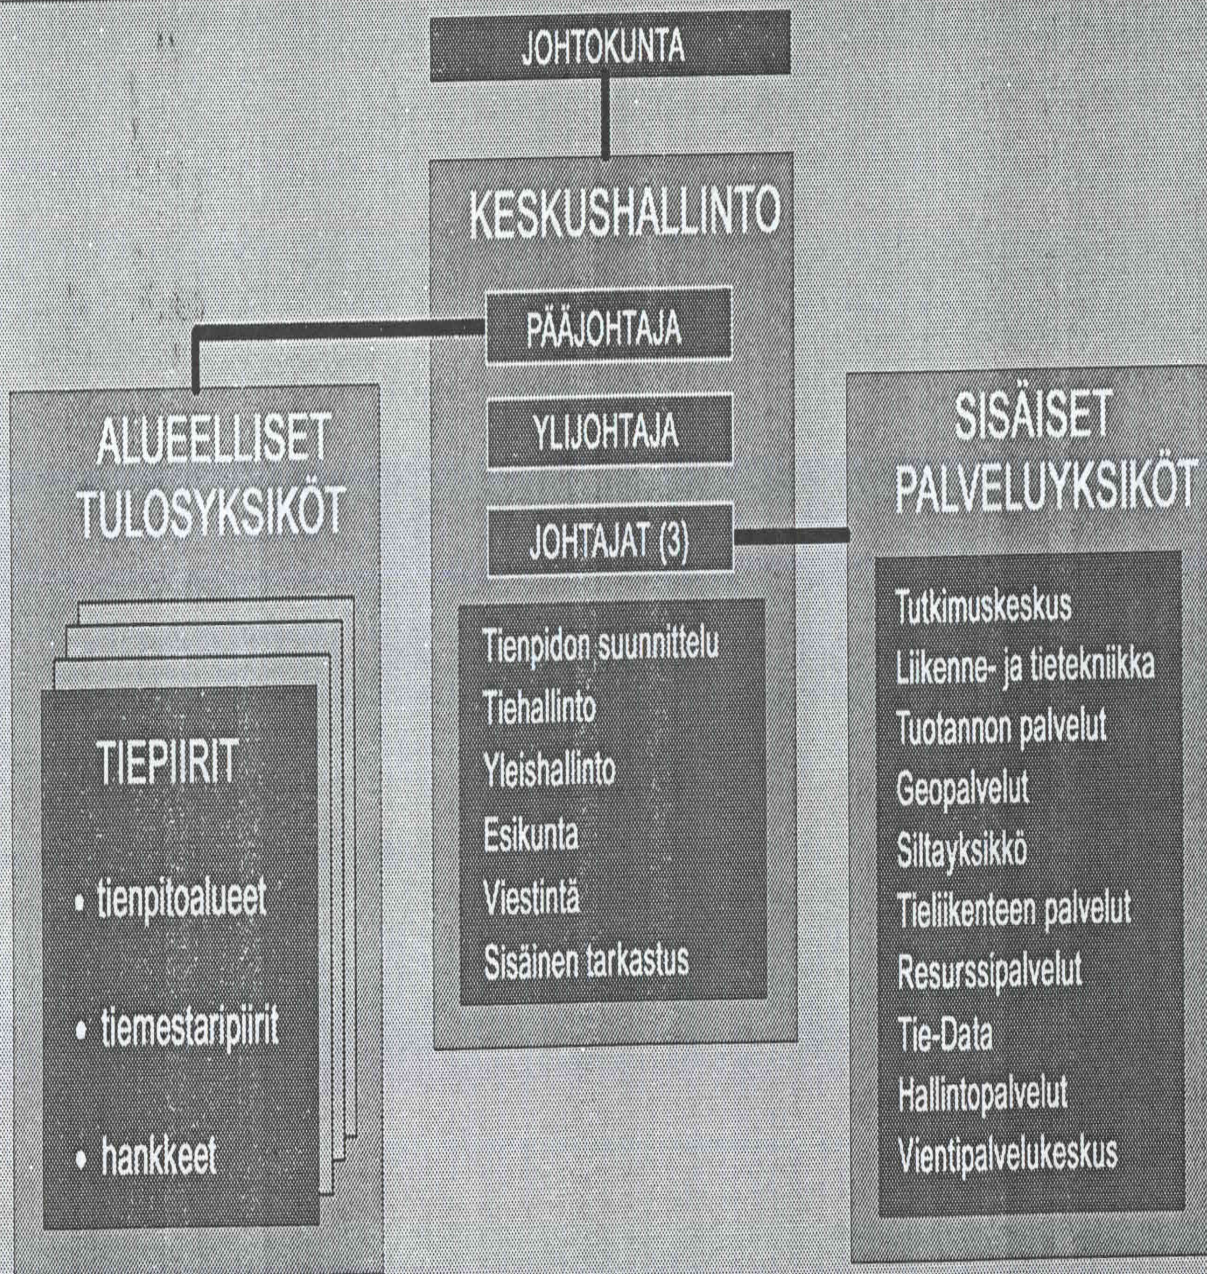 JOHTOKUNTA
KESKUSHALLINTO
PÄÄJOHTAJA
YLIJOHTAJA
JOHTAJAT (3)
Tienpidon suunnittelu
Tiehallinto
Yleishallinto
Esikunta
Viestintä
Sisäinen tarkastus
ALUEELLISET
TULOSYKSIKÖT
TIEPIIRIT
• tienpitoalueet
• tiemestaripiirit
• hankkeet
SISÄISET
PALVELUYKSIKÖT
Tutkimuskeskus
Liikenne- ja tietekniikka
Tuotannon palvelut
Geopalvelut
Siltayksikkö
Tieliikenteen palvelut
Resurssipalvelut
Tie-Data
Hallintopalvelut
Vientipalvelukeskus